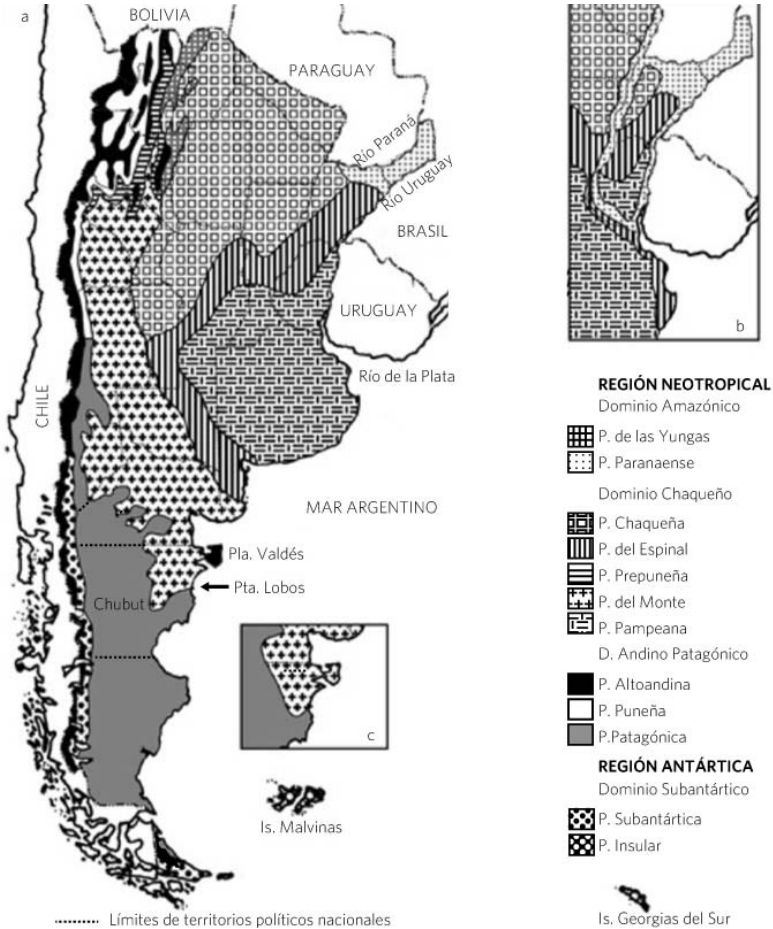 a
BOLIVIA
PARAGUAY
Río Paraná
Río Uruguay
BRASIL
URUGUAY
Río de la Plata
CHILE
MAR ARGENTINO
Pla. Valdés
Pta. Lobos
Chubut
c
Is. Malvinas
Límites de territorios políticos nacionales
b
REGIÓN NEOTROPICAL
Dominio Amazónico
P. de las Yungas
P. Paranaense
Dominio Chaqueño
P. Chaqueña
P. del Espinal
P. Prepuneña
P. del Monte
P. Pampeana
D. Andino Patagónico
P. Altoandina
P. Puneña
P.Patagónica
REGIÓN ANTÁRTICA
Dominio Subantártico
P. Subantártica
P. Insular
Is. Georgias del Sur